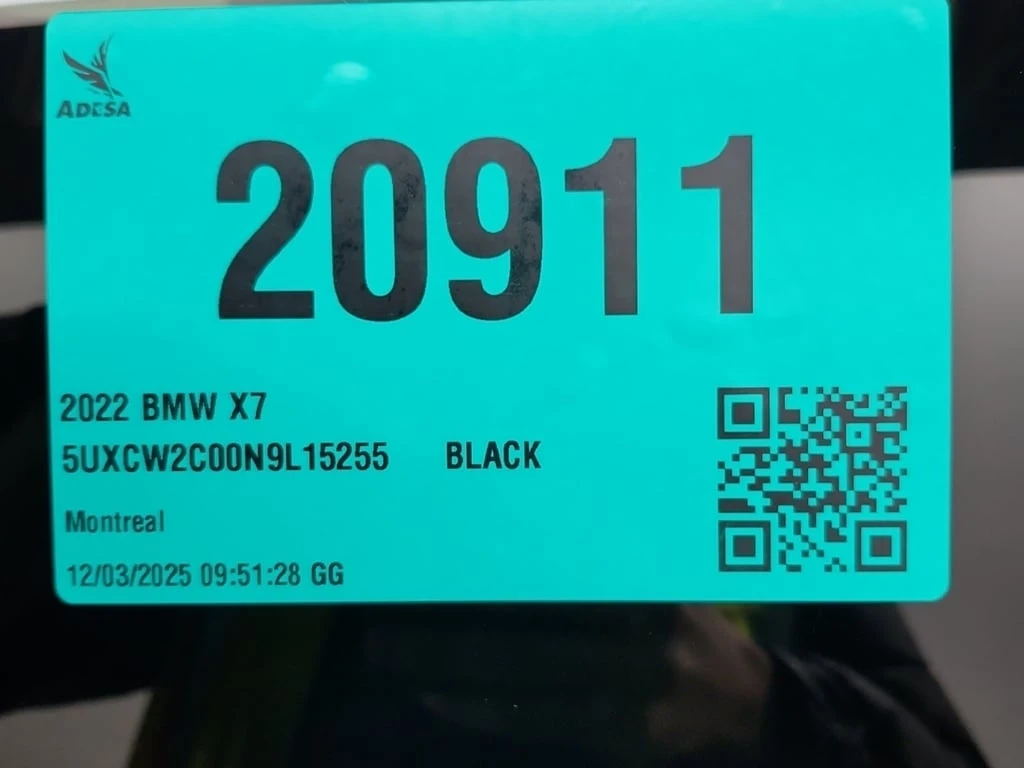 ADESA
20911
2022 BMW X7
5UXCW2C00N9L15255 BLACK
Montreal
12/03/2025 09:51:28 GG